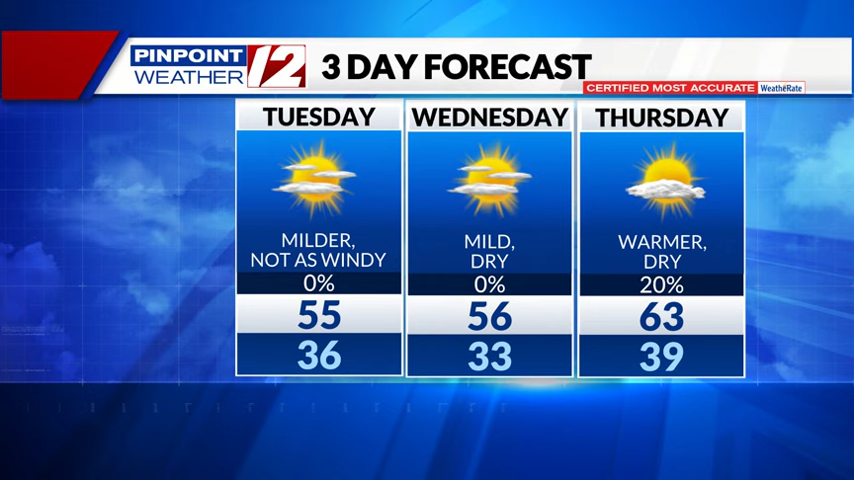 PINPOINT
WEATHER 12
3 DAY FORECAST
CERTIFIED MOST ACCURATE WeatheRate
TUESDAY
MILDER,
NOT AS WINDY
0%
55
36
WEDNESDAY
MILD,
DRY
0%
56
33
THURSDAY
WARMER,
DRY
20%
63
39